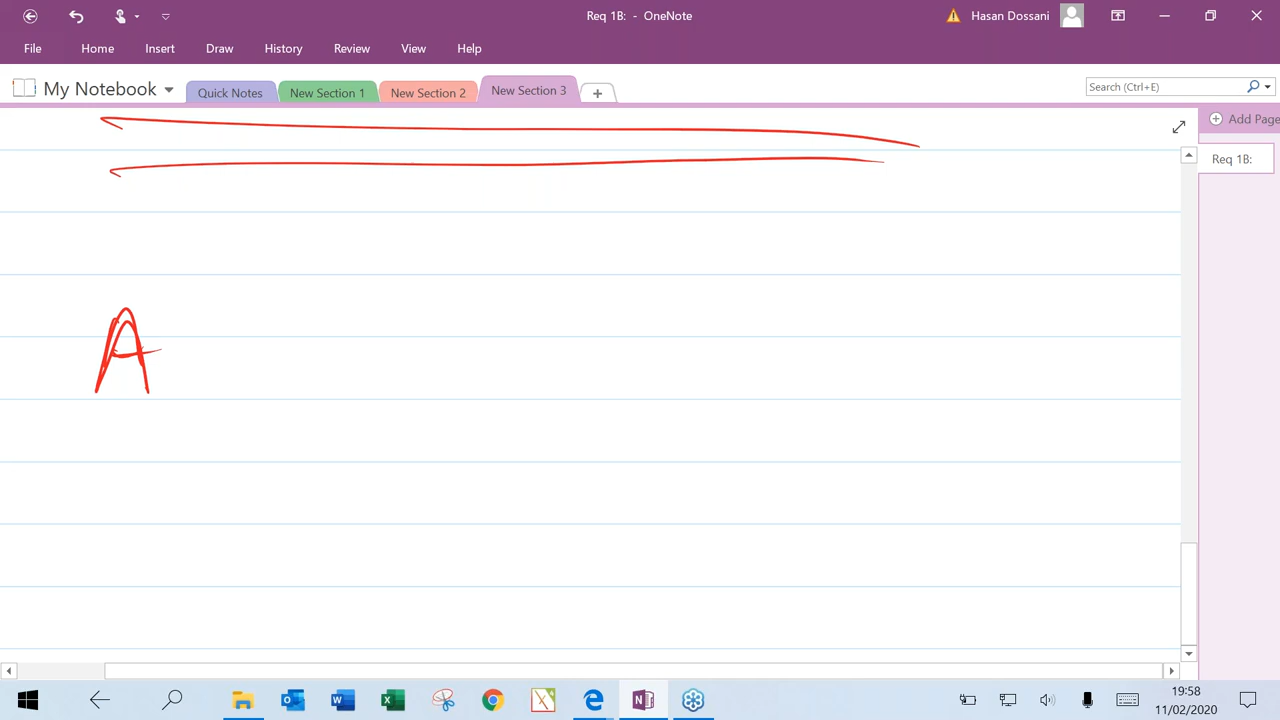 Req 1B: - OneNote
Hasan Dossani
File Home Insert Draw History Review View Help
My Notebook Quick Notes New Section 1 New Section 2 New Section 3 Search (Ctrl+E)
Add Page
Req 1B:
A
19:58
11/02/2020